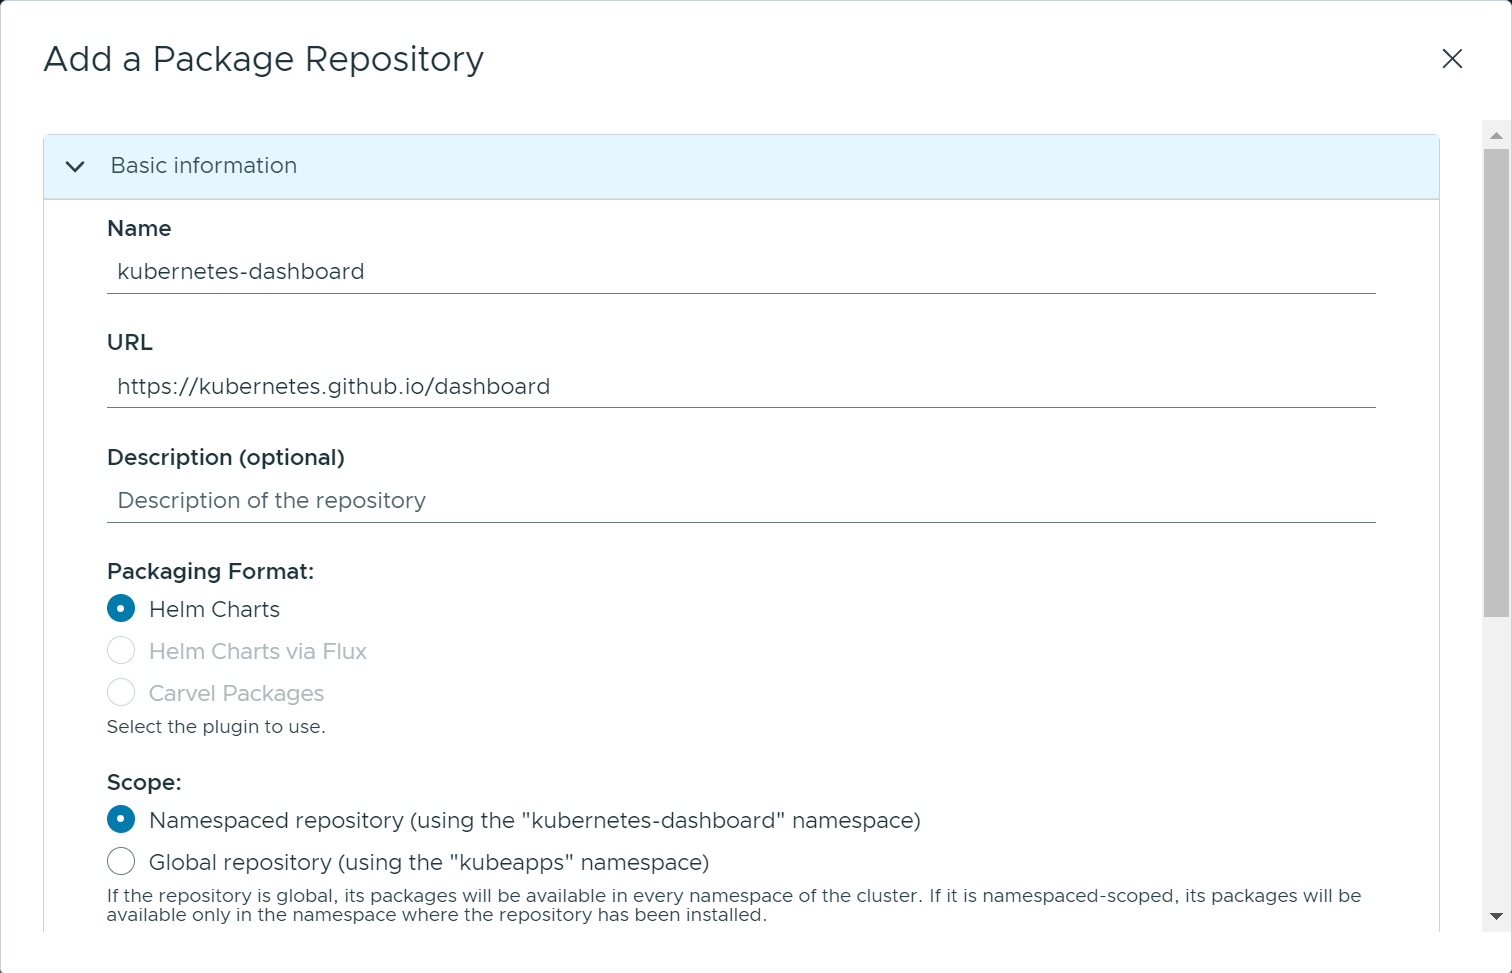 Add a Package Repository
Basic information
Name
kubernetes-dashboard
URL
https://kubernetes.github.io/dashboard
Description (optional)
Description of the repository
Packaging Format:
Helm Charts
Helm Charts via Flux
Carvel Packages
Select the plugin to use.
Scope:
Namespaced repository (using the "kubernetes-dashboard" namespace)
Global repository (using the "kubeapps" namespace)
If the repository is global, its packages will be available in every namespace of the cluster. If it is namespaced-scoped, its packages will be
available only in the namespace where the repository has been installed.